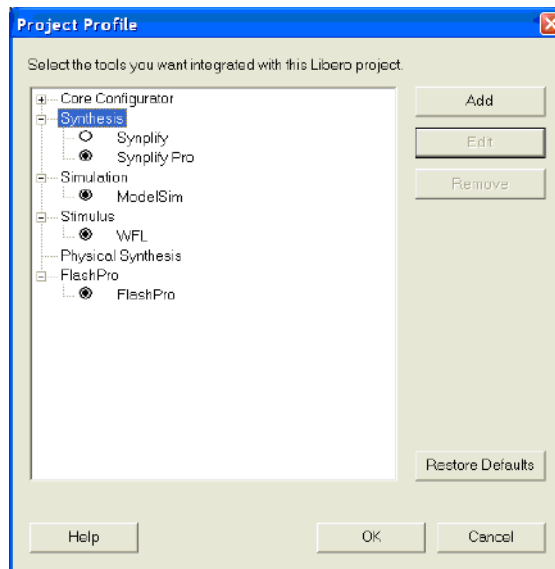 Project Profile
Select the tools you want integrated with this Libero project.
Core Configurator
Synthesis
Synplify
Synplify Pro
Simulation
ModelSim
Stimulus
WFL
Physical Synthesis
FlashPro
FlashPro
Add
Edit
Remove
Restore Defaults
Help
OK
Cancel